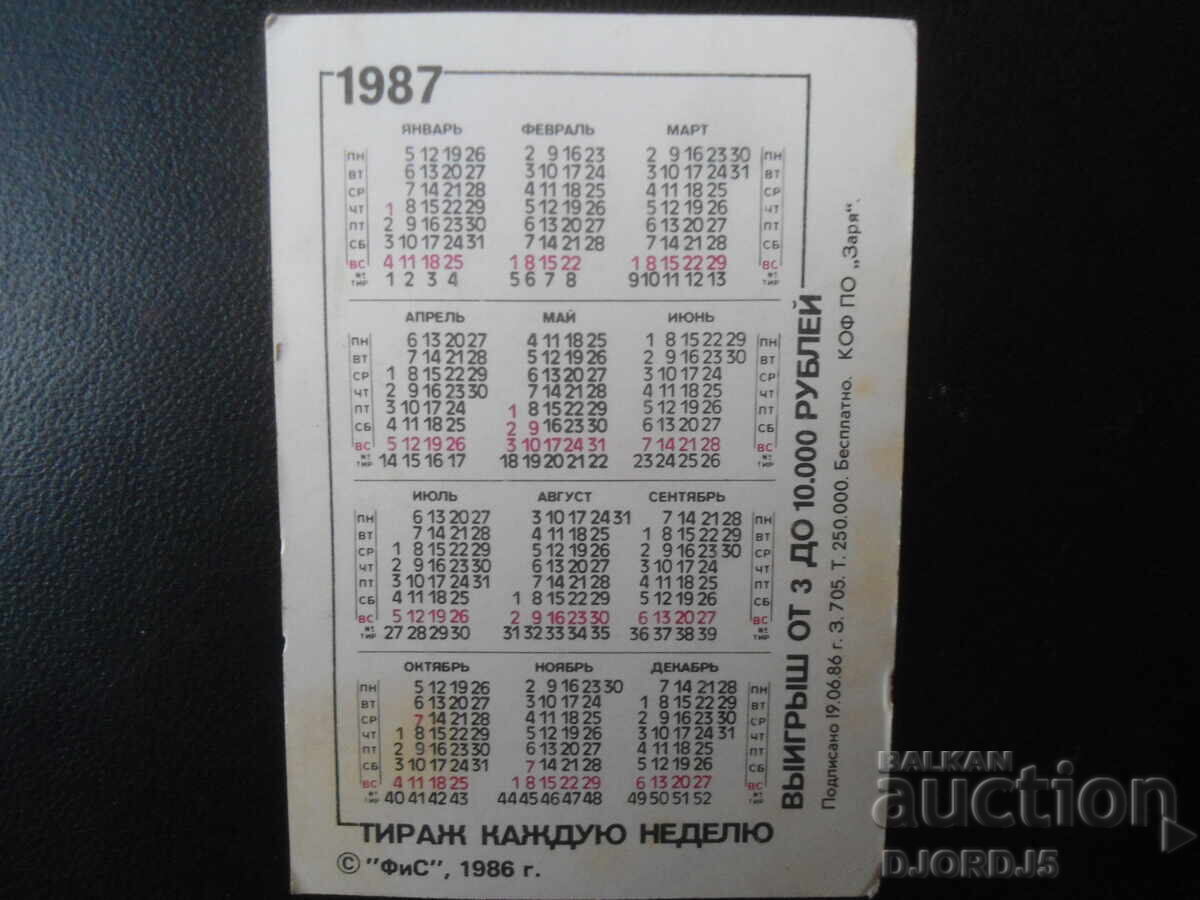 1987
ЯНВАРЬ ФЕВРАЛЬ МАРТ
ПН 5 12 19 26 2 9 16 23 2 9 16 23 30 ПН
ВТ 6 13 20 27 3 10 17 24 3 10 17 24 31 ВТ
СР 7 14 21 28 4 11 18 25 4 11 18 25 СР
ЧТ 1 8 15 22 29 5 12 19 26 5 12 19 26 ЧТ
ПТ 2 9 16 23 30 6 13 20 27 6 13 20 27 ПТ
СБ 3 10 17 24 31 7 14 21 28 7 14 21 28 СБ
ВС 4 11 18 25 1 8 15 22 1 8 15 22 29 ВС
№ ТИР 1 2 3 4 5 6 7 8 9 10 11 12 13 № ТИР
АПРЕЛЬ МАЙ ИЮНЬ
ПН 6 13 20 27 4 11 18 25 1 8 15 22 29 ПН
ВТ 7 14 21 28 5 12 19 26 2 9 16 23 30 ВТ
СР 1 8 15 22 29 6 13 20 27 3 10 17 24 СР
ЧТ 2 9 16 23 30 7 14 21 28 4 11 18 25 ЧТ
ПТ 3 10 17 24 1 8 15 22 29 5 12 19 26 ПТ
СБ 4 11 18 25 2 9 16 23 30 6 13 20 27 СБ
ВС 5 12 19 26 3 10 17 24 31 7 14 21 28 ВС
№ ТИР 14 15 16 17 18 19 20 21 22 23 24 25 26 № ТИР
ИЮЛЬ АВГУСТ СЕНТЯБРЬ
ПН 6 13 20 27 3 10 17 24 31 7 14 21 28 ПН
ВТ 7 14 21 28 4 11 18 25 1 8 15 22 29 ВТ
СР 1 8 15 22 29 5 12 19 26 2 9 16 23 30 СР
ЧТ 2 9 16 23 30 6 13 20 27 3 10 17 24 ЧТ
ПТ 3 10 17 24 31 7 14 21 28 4 11 18 25 ПТ
СБ 4 11 18 25 1 8 15 22 29 5 12 19 26 СБ
ВС 5 12 19 26 2 9 16 23 30 6 13 20 27 ВС
№ ТИР 27 28 29 30 31 32 33 34 35 36 37 38 39 № ТИР
ОКТЯБРЬ НОЯБРЬ ДЕКАБРЬ
ПН 5 12 19 26 2 9 16 23 30 7 14 21 28 ПН
ВТ 6 13 20 27 3 10 17 24 1 8 15 22 29 ВТ
СР 7 14 21 28 4 11 18 25 2 9 16 23 30 СР
ЧТ 1 8 15 22 29 5 12 19 26 3 10 17 24 31 ЧТ
ПТ 2 9 16 23 30 6 13 20 27 4 11 18 25 ПТ
СБ 3 10 17 24 31 7 14 21 28 5 12 19 26 СБ
ВС 4 11 18 25 1 8 15 22 29 6 13 20 27 ВС
№ ТИР 40 41 42 43 44 45 46 47 48 49 50 51 52 № ТИР
ТИРАЖ КАЖДУЮ НЕДЕЛЮ
© "ФиС", 1986 г.
ВЫИГРЫШ ОТ 3 ДО 10.000 РУБЛЕЙ
Подписано 19.06.86 г. З. 705. Т. 250.000. Бесплатно. КОФ ПО „Заря“.
BALKAN
auction
DJORDJ5